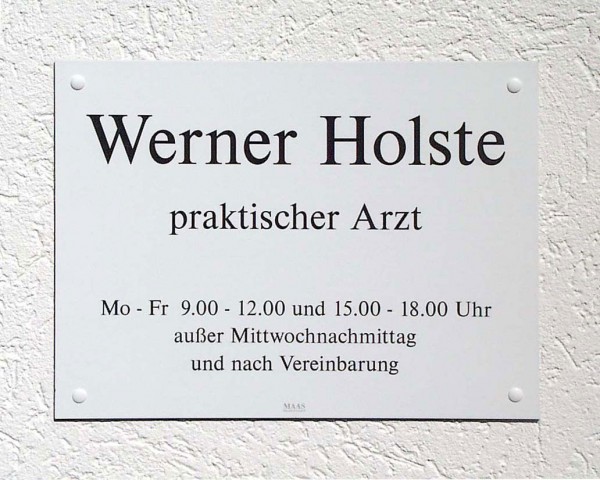 Werner Holste
praktischer Arzt
Mo - Fr 9.00 - 12.00 und 15.00 - 18.00 Uhr
außer Mittwochnachmittag
und nach Vereinbarung
MAAS